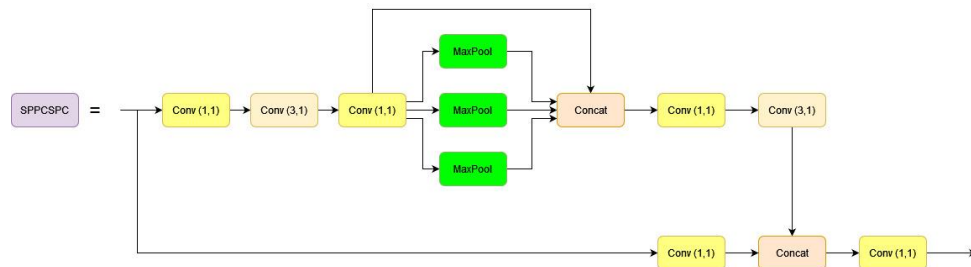 MaxPool
SPPCSPC = Conv (1,1) Conv (3,1) Conv (1,1) MaxPool Concat Conv (1,1) Conv (3,1)
MaxPool
Conv (1,1) Concat Conv (1,1)